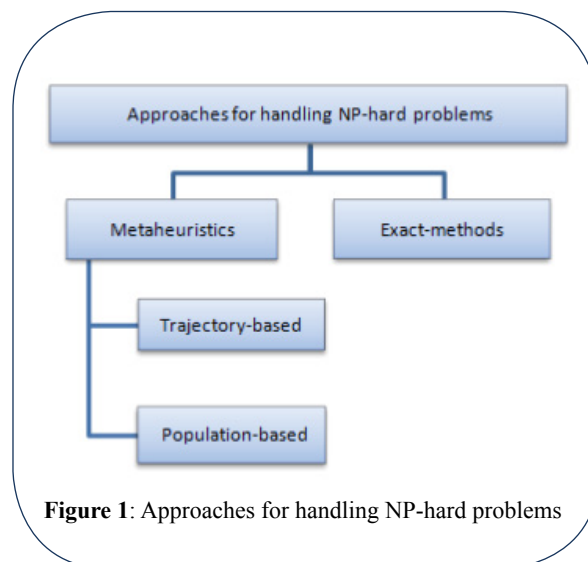 Approaches for handling NP-hard problems
Metaheuristics
Exact-methods
Trajectory-based
Population-based
Figure 1: Approaches for handling NP-hard problems